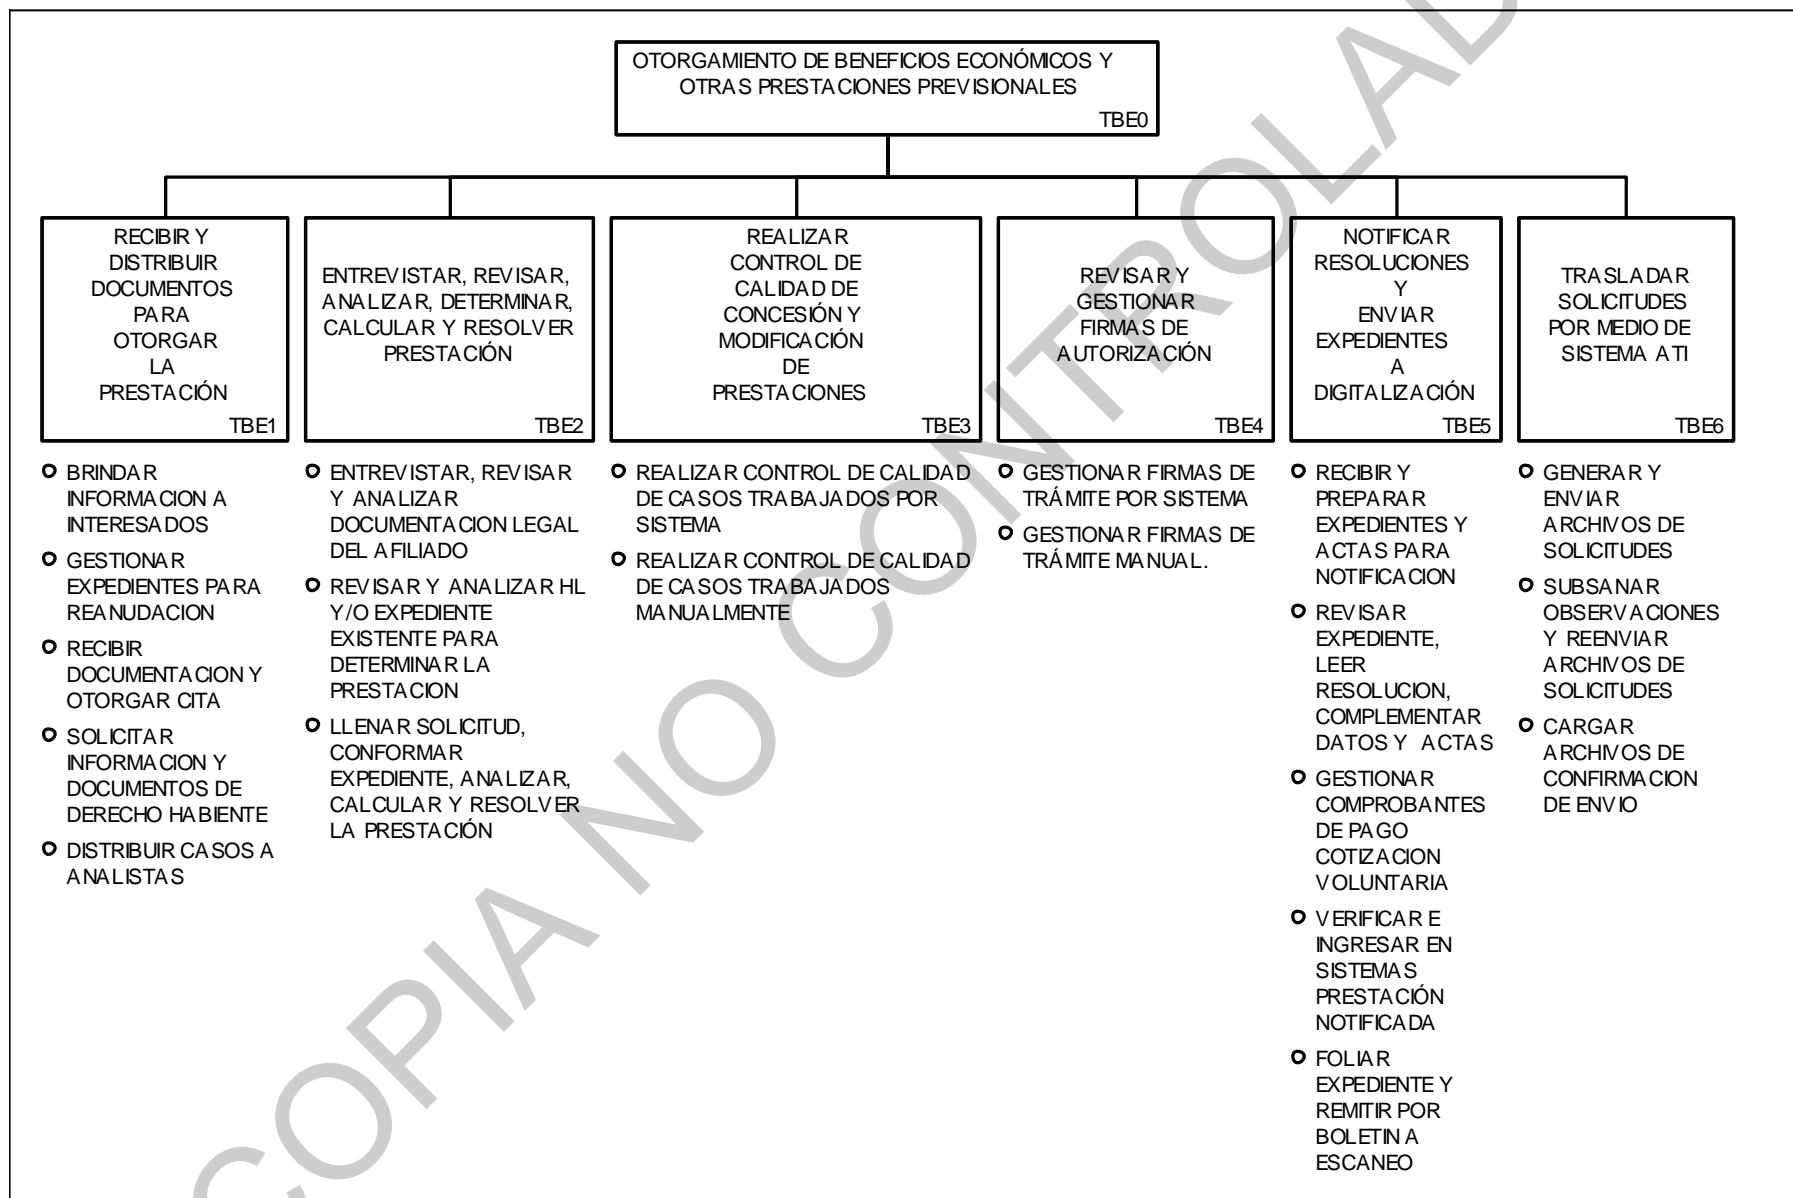 OTORGAMIENTO DE BENEFICIOS ECONÓMICOS Y
OTRAS PRESTACIONES PREVISIONALES
TBE0
RECIBIR Y
DISTRIBUIR
DOCUMENTOS
PARA
OTORGAR
LA
PRESTACIÓN
TBE1
ENTREVISTAR, REVISAR,
ANALIZAR, DETERMINAR,
CALCULAR Y RESOLVER
PRESTACIÓN
TBE2
REALIZAR
CONTROL DE
CALIDAD DE
CONCESIÓN Y
MODIFICACIÓN
DE
PRESTACIONES
TBE3
REVISAR Y
GESTIONAR
FIRMAS DE
AUTORIZACIÓN
TBE4
NOTIFICAR
RESOLUCIONES
Y
ENVIAR
EXPEDIENTES
A
DIGITALIZACIÓN
TBE5
TRASLADAR
SOLICITUDES
POR MEDIO DE
SISTEMA ATI
TBE6
BRINDAR
INFORMACION A
INTERESADOS
GESTIONAR
EXPEDIENTES PARA
REANUDACION
RECIBIR
DOCUMENTACION Y
OTORGAR CITA
SOLICITAR
INFORMACION Y
DOCUMENTOS DE
DERECHO HABIENTE
DISTRIBUIR CASOS A
ANALISTAS
ENTREVISTAR, REVISAR
Y ANALIZAR
DOCUMENTACION LEGAL
DEL AFILIADO
REVISAR Y ANALIZAR HL
Y/O EXPEDIENTE
EXISTENTE PARA
DETERMINAR LA
PRESTACION
LLENAR SOLICITUD,
CONFORMAR
EXPEDIENTE, ANALIZAR,
CALCULAR Y RESOLVER
LA PRESTACIÓN
REALIZAR CONTROL DE CALIDAD
DE CASOS TRABAJADOS POR
SISTEMA
REALIZAR CONTROL DE CALIDAD
DE CASOS TRABAJADOS
MANUALMENTE
GESTIONAR FIRMAS DE
TRÁMITE POR SISTEMA
GESTIONAR FIRMAS DE
TRÁMITE MANUAL.
RECIBIR Y
PREPARAR
EXPEDIENTES Y
ACTAS PARA
NOTIFICACION
REVISAR
EXPEDIENTE,
LEER
RESOLUCION,
COMPLEMENTAR
DATOS Y ACTAS
GESTIONAR
COMPROBANTES
DE PAGO
COTIZACION
VOLUNTARIA
VERIFICAR E
INGRESAR EN
SISTEMAS
PRESTACIÓN
NOTIFICADA
FOLIAR
EXPEDIENTE Y
REMITIR POR
BOLETIN A
ESCANEO
GENERAR Y
ENVIAR
ARCHIVOS DE
SOLICITUDES
SUBSANAR
OBSERVACIONES
Y REENVIAR
ARCHIVOS DE
SOLICITUDES
CARGAR
ARCHIVOS DE
CONFIRMACION
DE ENVIO
COPIA NO CONTROLAD